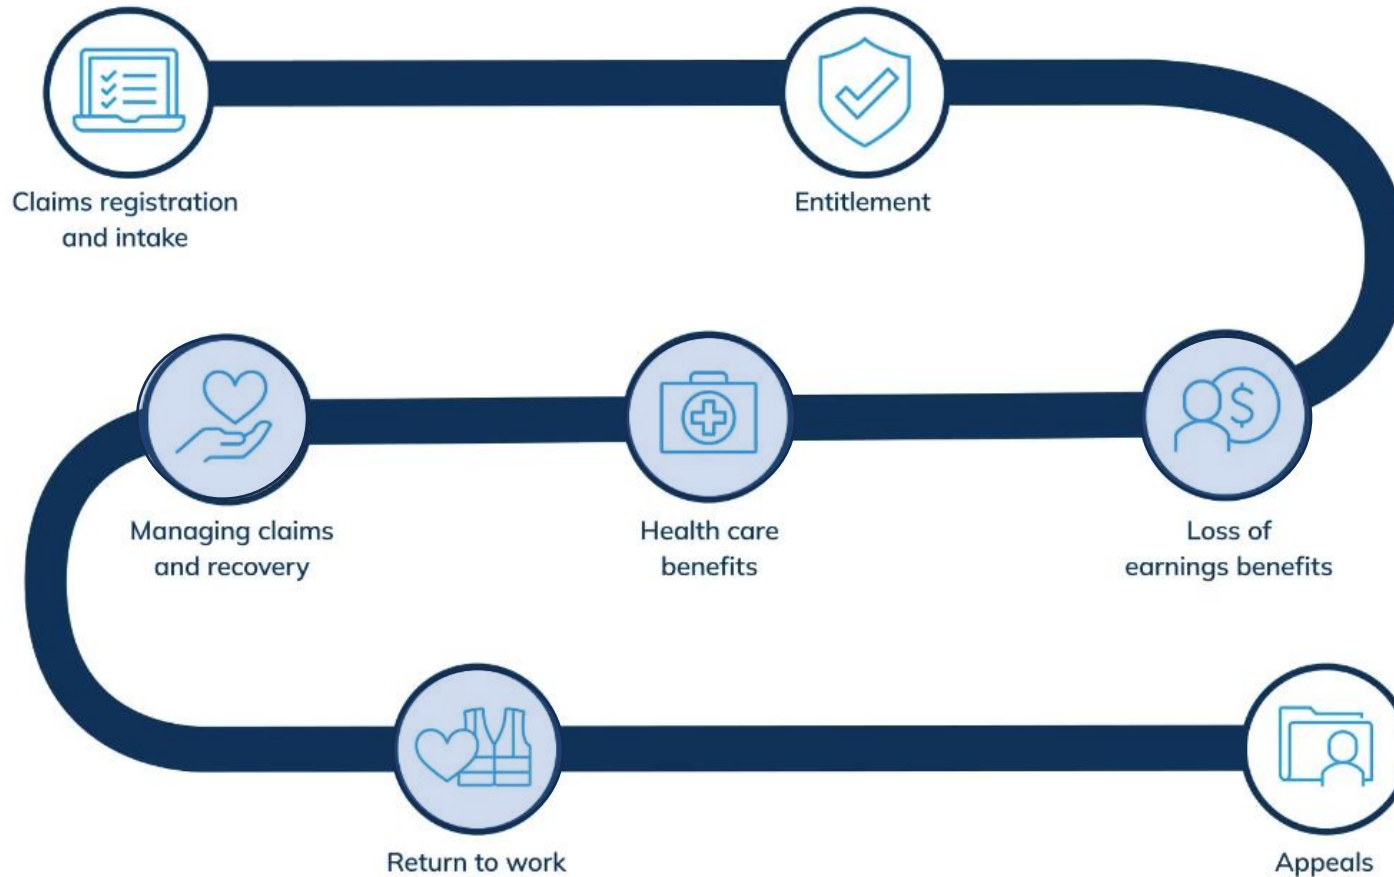 Claims registration
and intake
Entitlement
Managing claims
and recovery
Health care
benefits
Loss of
earnings benefits
Return to work
Appeals